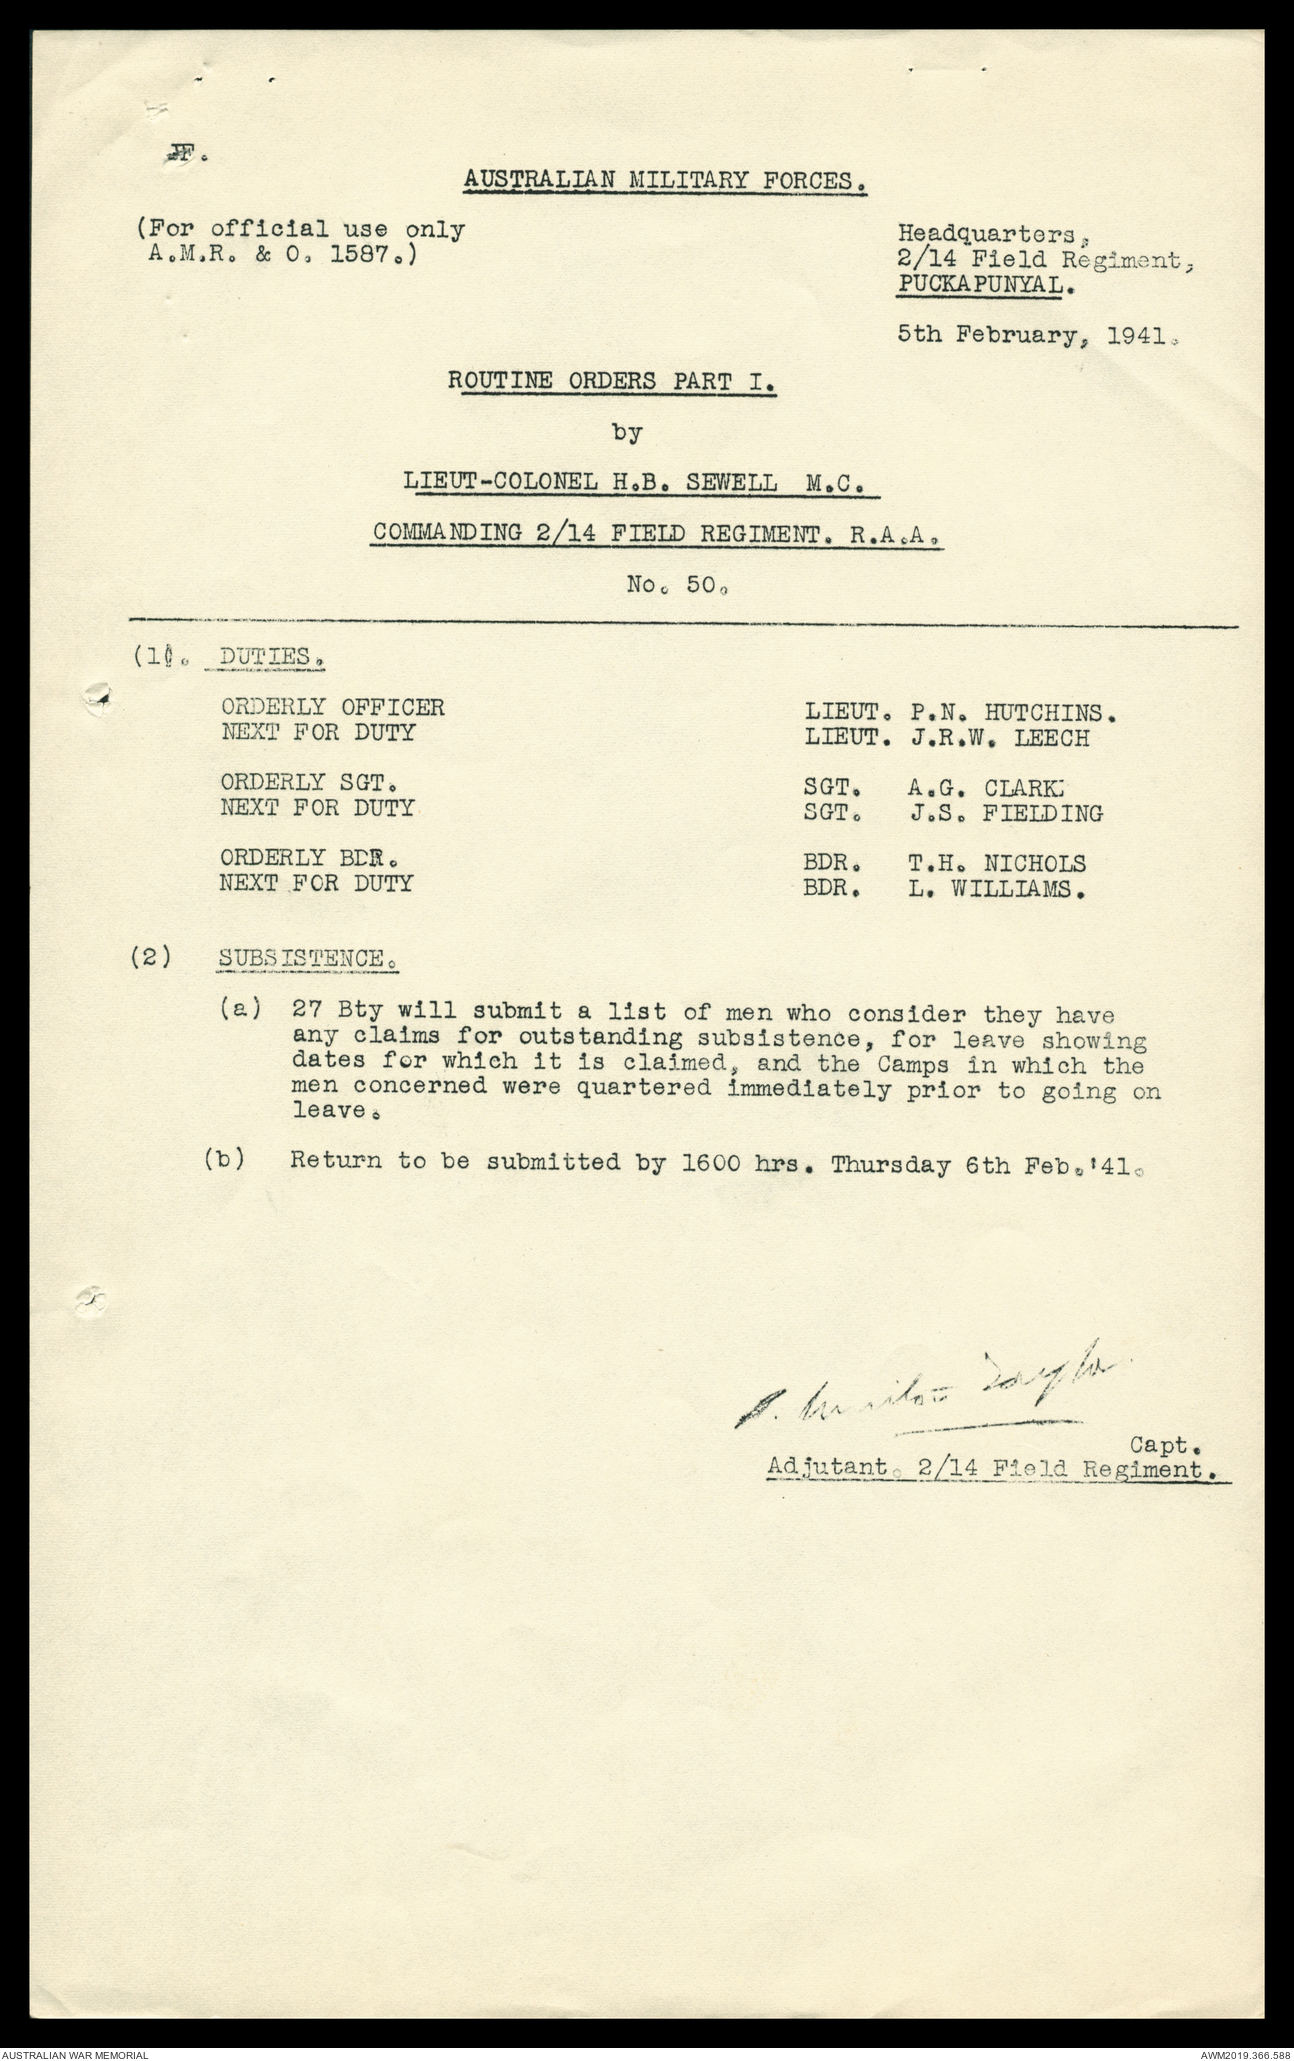 JF.
AUSTRALIAN MILITARY FORCES.
(For official use only
A.M.R. & O. 1587.)
Headquarters,
2/14 Field Regiment,
PUCKAPUNYAL.
5th February, 1941.
ROUTINE ORDERS PART I.
by
LIEUT-COLONEL H.B. SEWELL M.C.
COMMANDING 2/14 FIELD REGIMENT. R.A.A.
No. 50.
(1). DUTIES.
ORDERLY OFFICER LIEUT. P.N. HUTCHINS.
NEXT FOR DUTY LIEUT. J.R.W. LEECH
ORDERLY SGT. SGT. A.G. CLARK.
NEXT FOR DUTY SGT. J.S. FIELDING
ORDERLY BDR. BDR. T.H. NICHOLS
NEXT FOR DUTY BDR. L. WILLIAMS.
(2) SUBSISTENCE.
(a) 27 Bty will submit a list of men who consider they have
any claims for outstanding subsistence, for leave showing
dates for which it is claimed, and the Camps in which the
men concerned were quartered immediately prior to going on
leave.
(b) Return to be submitted by 1600 hrs. Thursday 6th Feb.'41.
Capt.
Adjutant. 2/14 Field Regiment.
AUSTRALIAN WAR MEMORIAL
AWM2019.366.588